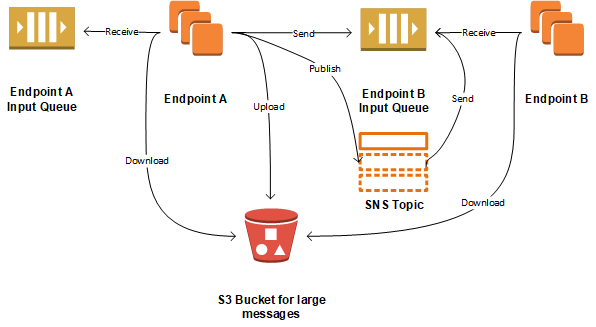 Receive
Send
Receive
Publish
Endpoint A
Input Queue
Endpoint A
Upload
Endpoint B
Input Queue
Send
Endpoint B
Download
SNS Topic
Download
S3 Bucket for large
messages